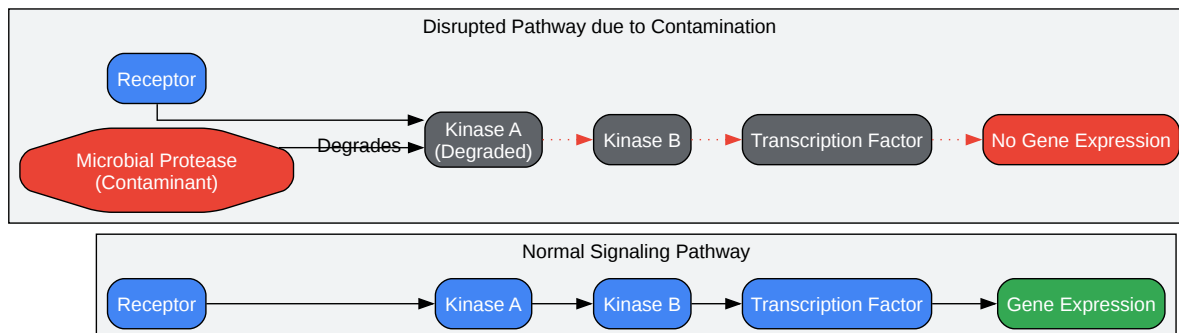 Disrupted Pathway due to Contamination
Receptor
Microbial Protease
(Contaminant)
Degrades
Kinase A
(Degraded)
Kinase B
Transcription Factor
No Gene Expression
Normal Signaling Pathway
Receptor
Kinase A
Kinase B
Transcription Factor
Gene Expression